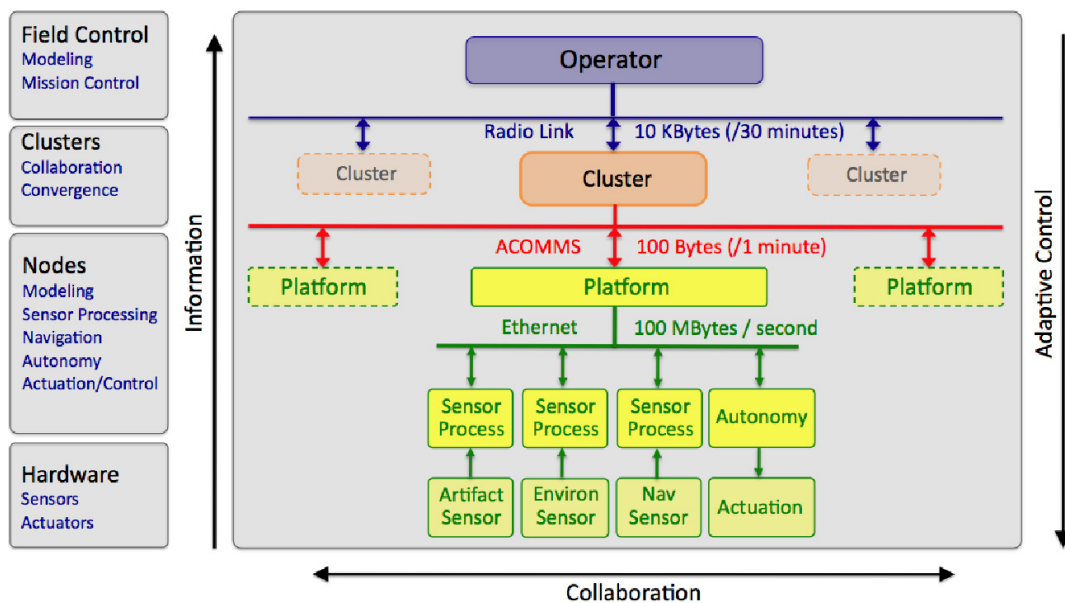 Field Control
Modeling
Mission Control
Clusters
Collaboration
Convergence
Nodes
Modeling
Sensor Processing
Navigation
Autonomy
Actuation/Control
Hardware
Sensors
Actuators
Information
Operator
Radio Link 10 KBytes (/30 minutes)
Cluster
Cluster
Cluster
ACOMMS 100 Bytes (/1 minute)
Platform
Platform
Platform
Ethernet 100 MBytes / second
Sensor
Process
Sensor
Process
Sensor
Process
Autonomy
Artifact
Sensor
Environ
Sensor
Nav
Sensor
Actuation
Adaptive Control
Collaboration